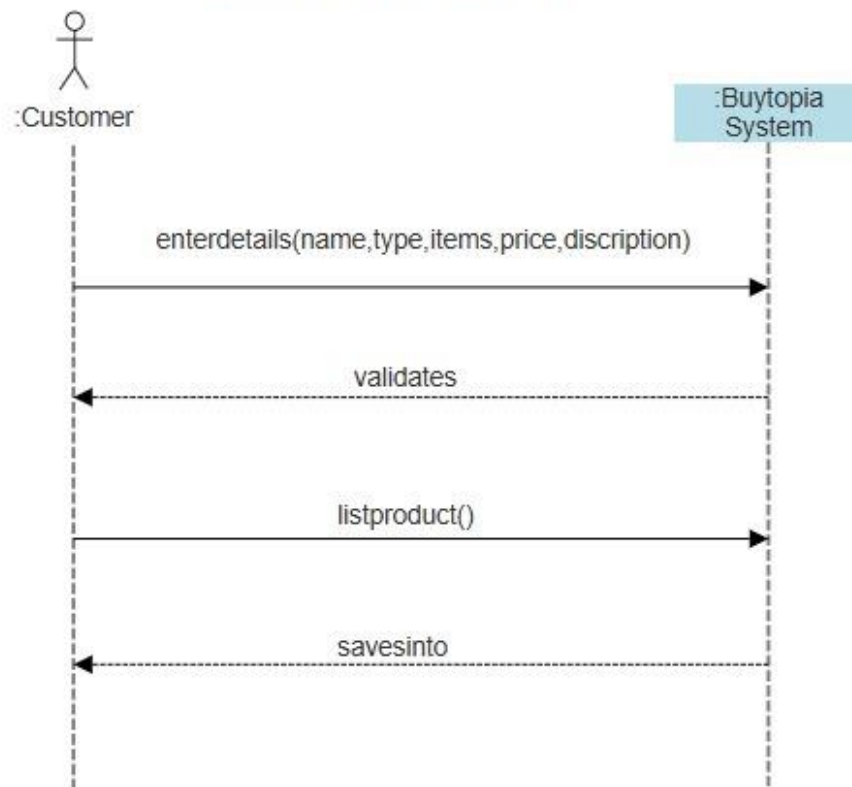 :Customer
:Buytopia
System
enterdetails(name,type,items,price,discription)
validates
listproduct()
savesinto